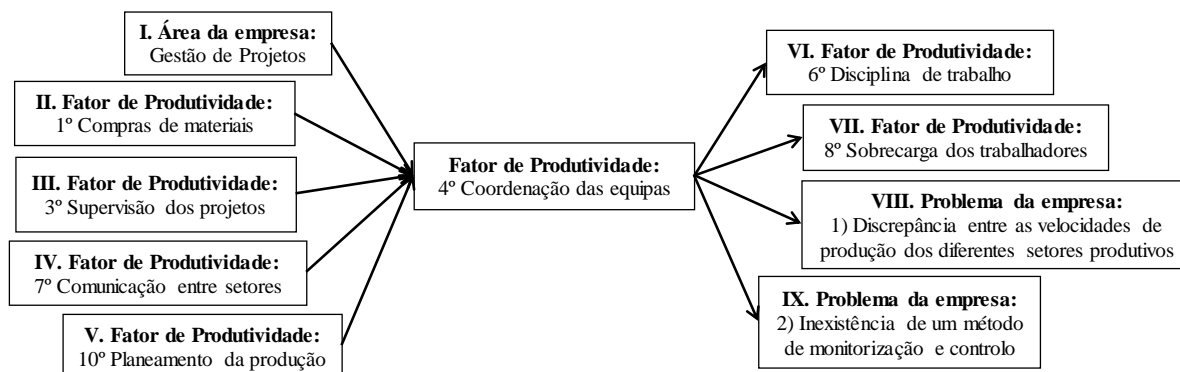 I. Área da empresa:
Gestão de Projetos
II. Fator de Produtividade:
1º Compras de materiais
III. Fator de Produtividade:
3º Supervisão dos projetos
IV. Fator de Produtividade:
7º Comunicação entre setores
V. Fator de Produtividade:
10º Planeamento da produção
Fator de Produtividade:
4º Coordenação das equipas
VI. Fator de Produtividade:
6º Disciplina de trabalho
VII. Fator de Produtividade:
8º Sobrecarga dos trabalhadores
VIII. Problema da empresa:
1) Discrepância entre as velocidades de
produção dos diferentes setores produtivos
IX. Problema da empresa:
2) Inexistência de um método
de monitorização e controlo